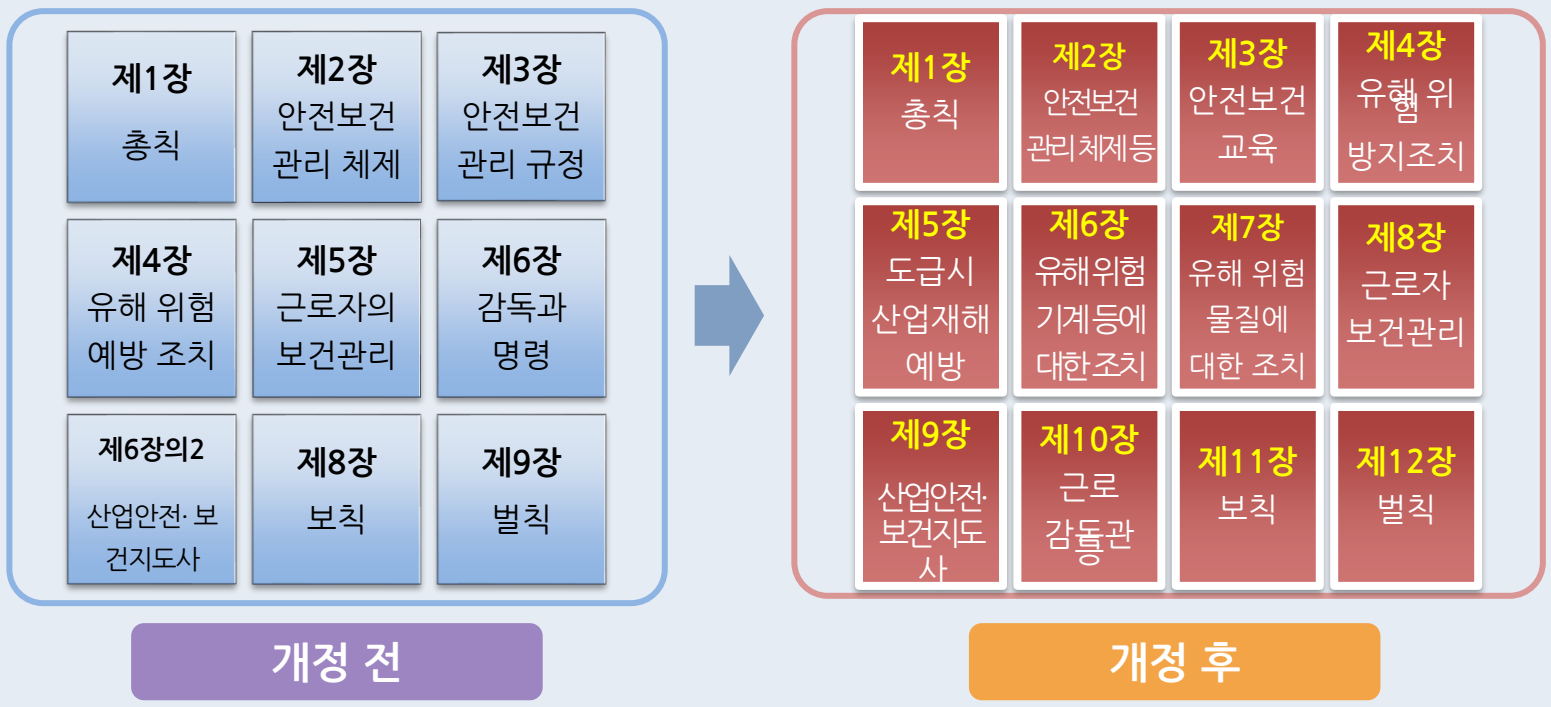 제1장
총칙
제2장
안전보건
관리 체제
제3장
안전보건
관리 규정
제4장
유해 위험
예방 조치
제5장
근로자의
보건관리
제6장
감독과
명령
제6장의2
산업안전· 보
건지도사
제8장
보칙
제9장
벌칙
개정 전
제1장
총칙
제2장
안전보건
관리 체제 등
제3장
안전보건
교육
제4장
유해 위
험
방지조치
제5장
도급시
산업재해
예방
제6장
유해 위험
기계 등에
대한 조치
제7장
유해 위험
물질에
대한 조치
제8장
근로자
보건관리
제9장
산업안전·
보건지도
사
제10장
근로
감독관
등
제11장
보칙
제12장
벌칙
개정 후